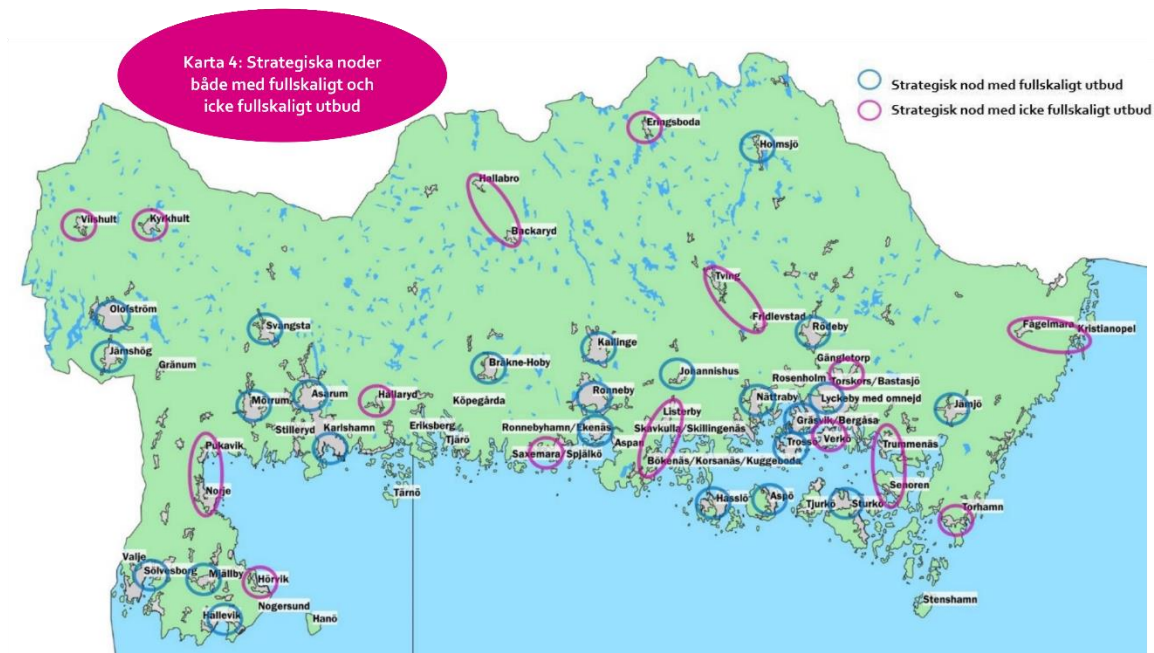 Karta 4: Strategiska noder
både med fullskaligt och
icke fullskaligt utbud
Strategisk nod med fullskaligt utbud
Strategisk nod med icke fullskaligt utbud
Eringsboda
Holmsjö
Hallabro
Vilshult
Kyrkhult
Backaryd
Tving
Olofström
Svängsta
Fridlevstad
Rödeby
Fågelmara
Kristianopel
Jämshög
Gränum
Kallinge
Bräkne-Hoby
Johannishus
Gängletorp
Rosenholm
Torskors/Bastasjö
Mörrum
Asarum
Hällaryd
Köpegårda
Ronneby
Nättraby
Lyckeby med omnejd
Jämjö
Listerby
Stilleryd
Karlshamn
Eriksberg
Tjärö
Ronnebyhamn/Ekenäs
Aspan
Skavkulla/Skillingenäs
Gräsvik/Bergåsa
Trossö
Verkö
Pukavik
Saxemara/Spjälkö
Bökenäs/Korsanäs/Kuggeboda
Trummenäs
Norje
Tärnö
Hasslö
Aspö
Tjurkö
Sturkö
Senoren
Torhamn
Valje
Sölvesborg
Mjällby
Hörvik
Nogersund
Hanö
Hällevik
Stenshamn